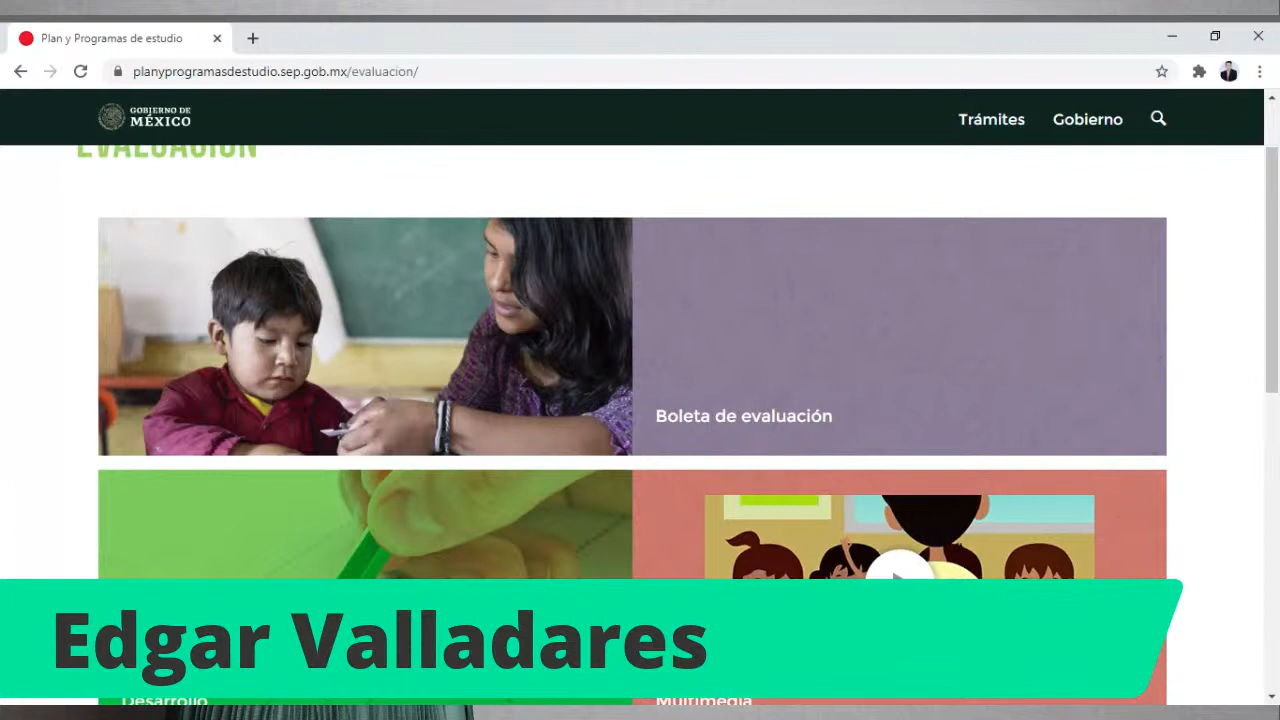 Plan y Programas de estudio
planyprogramasdestudio.sep.gob.mx/evaluacion/
GOBIERNO DE
MÉXICO
Trámites
Gobierno
EVALUACIÓN
Boleta de evaluación
Edgar Valladares
Desarrollo
Multimedia